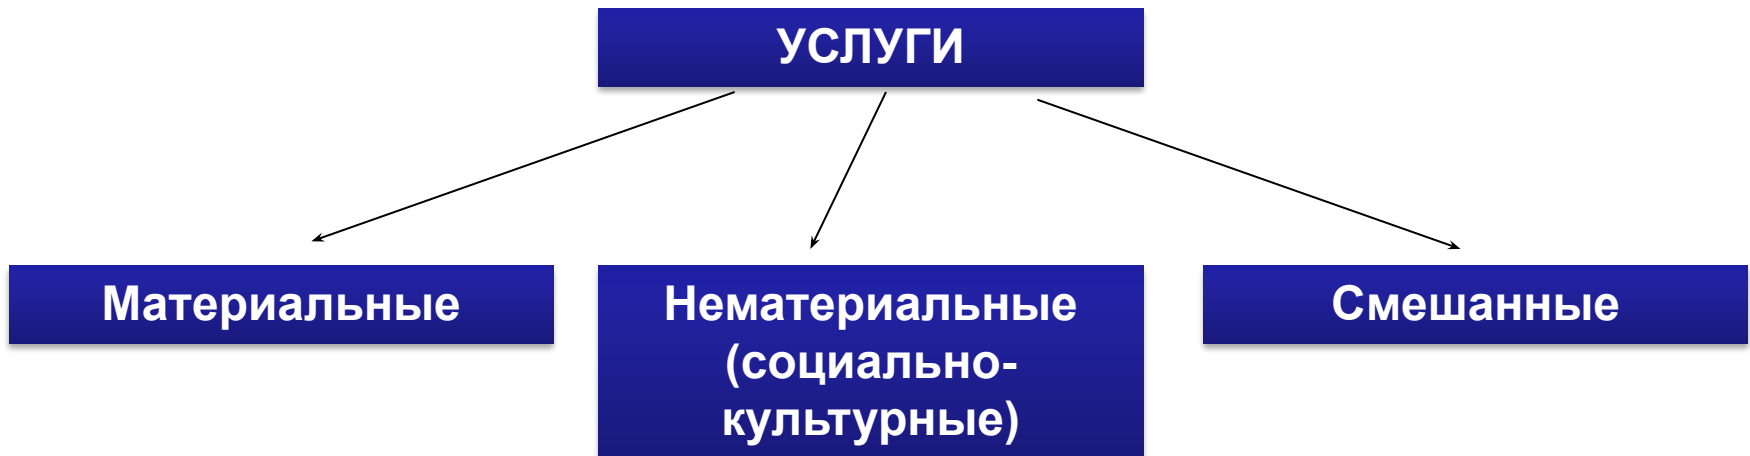 УСЛУГИ
Материальные
Нематериальные
(социально-
культурные)
Смешанные